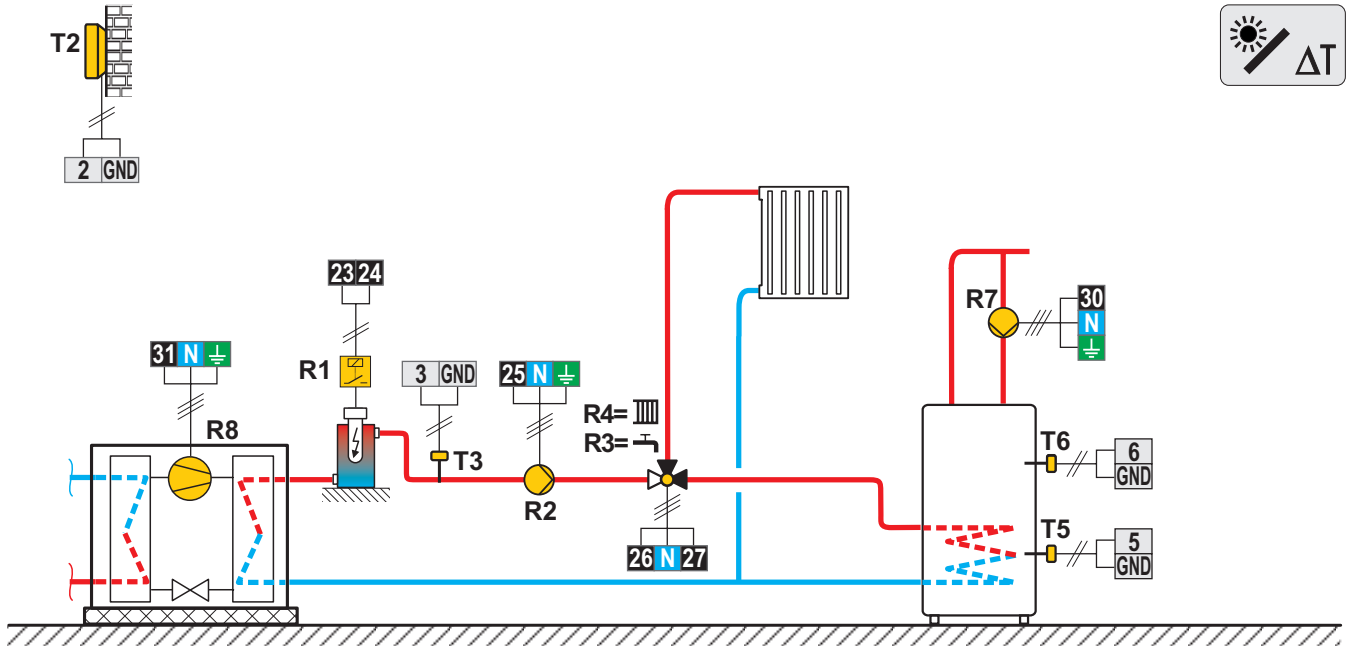 T2
2 GND
ΔT
23 24
R1
31 N
R8
3 GND
T3
25 N
R2
R4=
R3=
26 N 27
R7
30
N
T6
6
GND
T5
5
GND